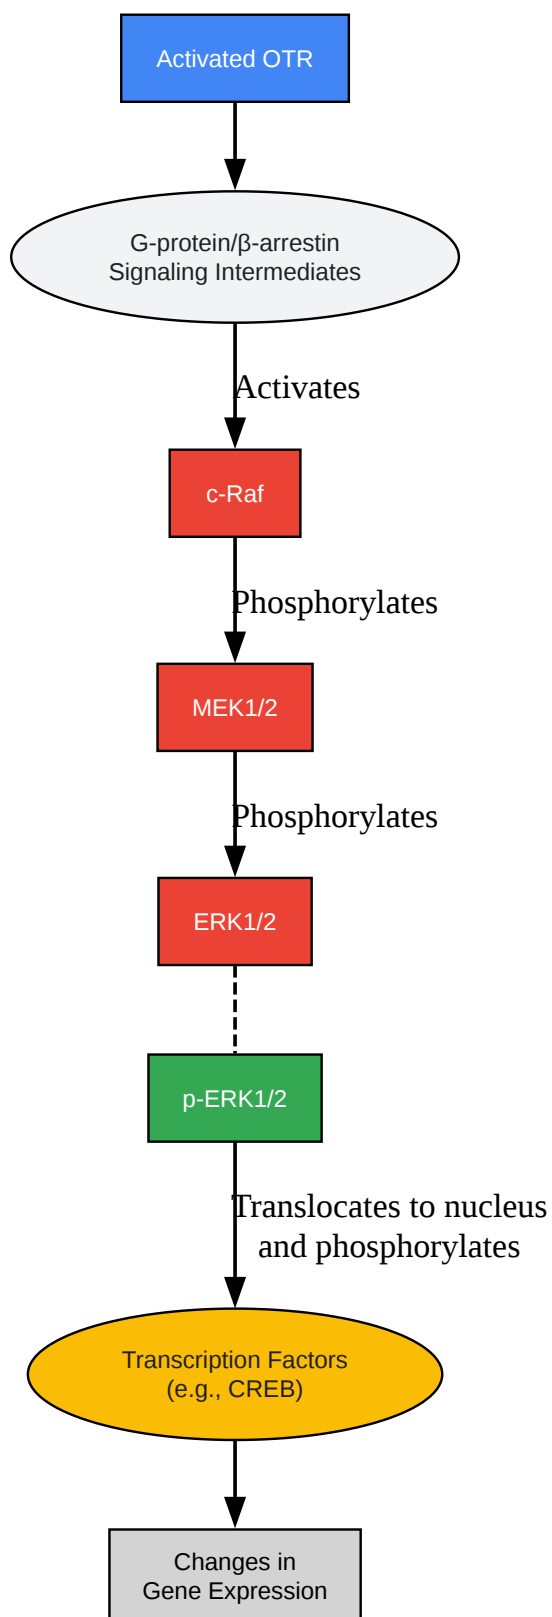 Activated OTR
G-protein/β-arrestin
Signaling Intermediates
Activates
c-Raf
Phosphorylates
MEK1/2
Phosphorylates
ERK1/2
p-ERK1/2
Translocates to nucleus
and phosphorylates
Transcription Factors
(e.g., CREB)
Changes in
Gene Expression